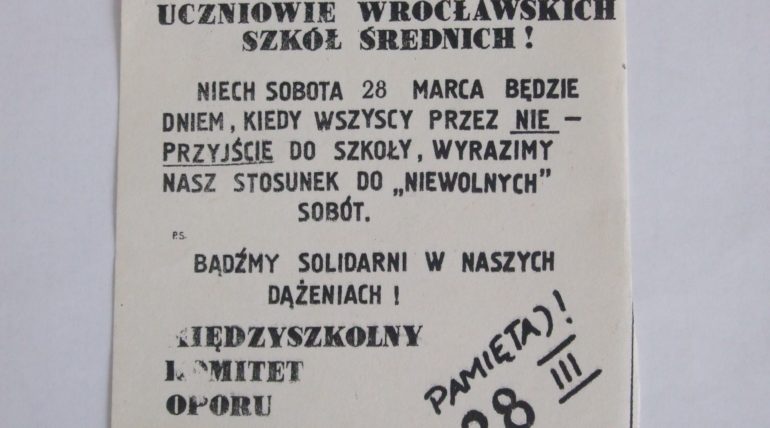 UCZNIOWIE WROCŁAWSKICH
SZKÓŁ ŚREDNICH!
NIECH SOBOTA 28 MARCA BĘDZIE
DNIEM, KIEDY WSZYSCY PRZEZ NIE –
PRZYJŚCIE DO SZKOŁY, WYRAZIMY
NASZ STOSUNEK DO „NIEWOLNYCH”
SOBÓT.
P.S.
BĄDŹMY SOLIDARNI W NASZYCH
DĄŻENIACH!
MIĘDZYSZKOLNY
KOMITET
OPORU
PAMIĘTAJ!
28 III